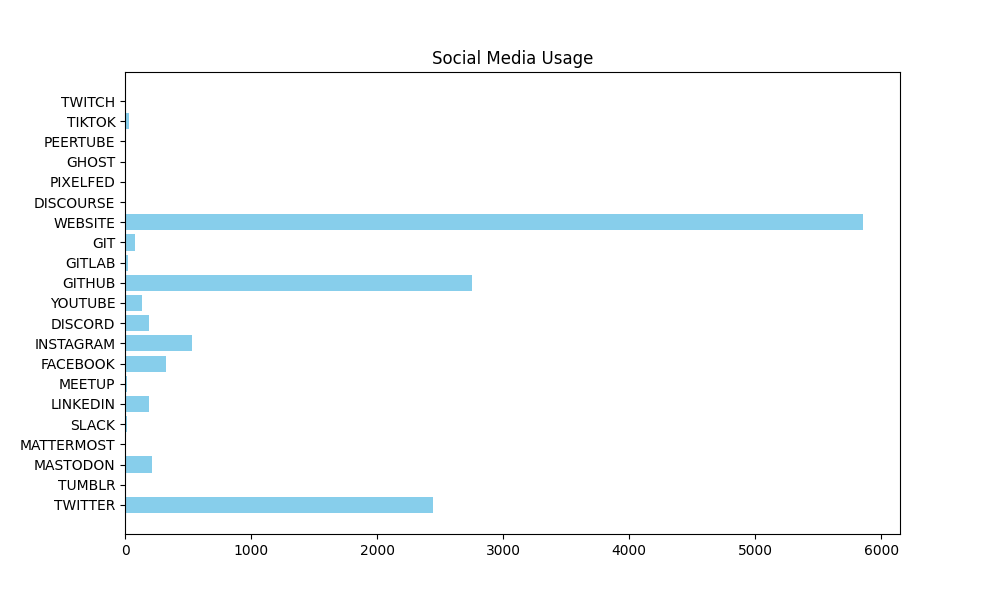 Social Media Usage
TWITCH
TIKTOK
PEERTUBE
GHOST
PIXELFED
DISCOURSE
WEBSITE
GIT
GITLAB
GITHUB
YOUTUBE
DISCORD
INSTAGRAM
FACEBOOK
MEETUP
LINKEDIN
SLACK
MATTERMOST
MASTODON
TUMBLR
TWITTER
0 1000 2000 3000 4000 5000 6000